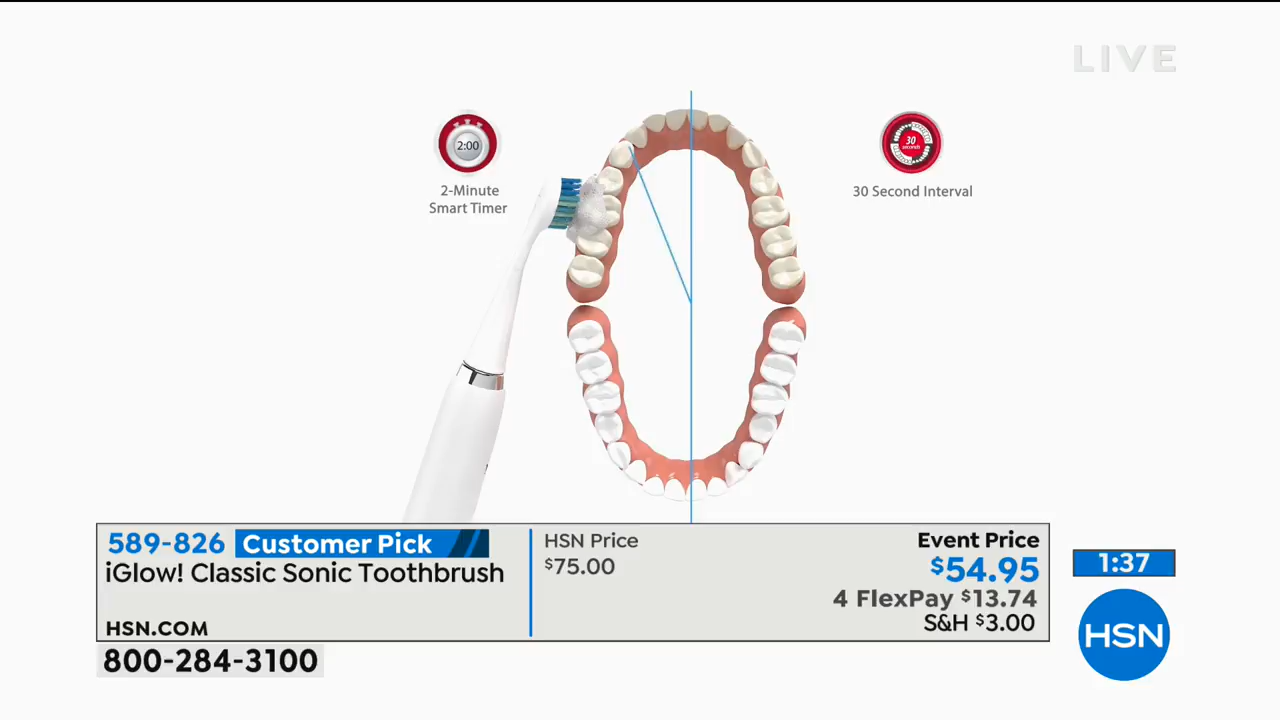 LIVE
2:00
2-Minute
Smart Timer
30
seconds
30 Second Interval
589-826 Customer Pick
iGlow! Classic Sonic Toothbrush
HSN.COM
800-284-3100
HSN Price
$75.00
Event Price
$54.95
4 FlexPay $13.74
S&H $3.00
1:37
HSN